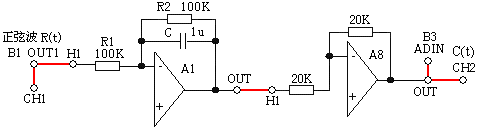 R2 100K
正弦波 R(t)
C 1u
20K
B3
B1 OUT1 H1
R1
ADIN C(t)
100K
-
A1
OUT
20K
-
A8
CH2
CH1
+
H1
+
OUT